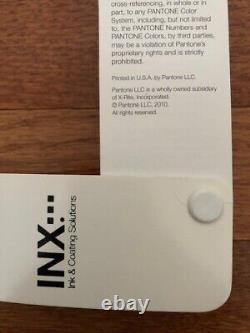 cross-referencing, in whole or in
part, to any PANTONE Color
System, including, but not limited
to, the PANTONE Numbers and
PANTONE Colors, by third parties,
may be a violation of Pantone's
proprietary rights and is strictly
prohibited.
Printed in U.S.A. by Pantone LLC.
Pantone LLC is a wholly owned subsidiary
of X-Rite, Incorporated.
© Pantone LLC, 2010.
All rights reserved.
INX
Ink & Coating Solutions